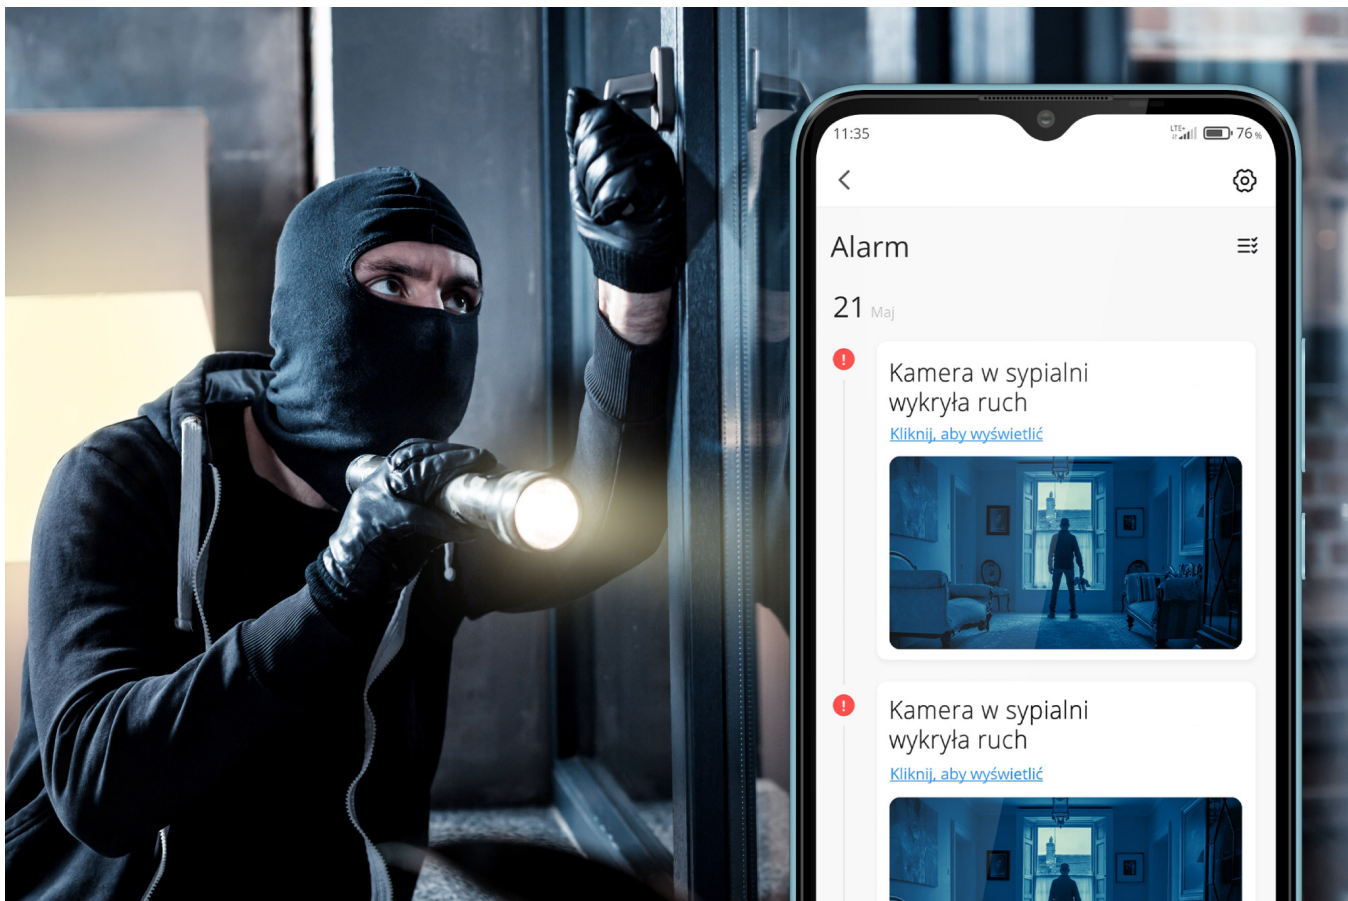 11:35
LTE+
76%
Alarm
21 Maj
Kamera w sypialni
wykryła ruch
Kliknij, aby wyświetlić
Kamera w sypialni
wykryła ruch
Kliknij, aby wyświetlić